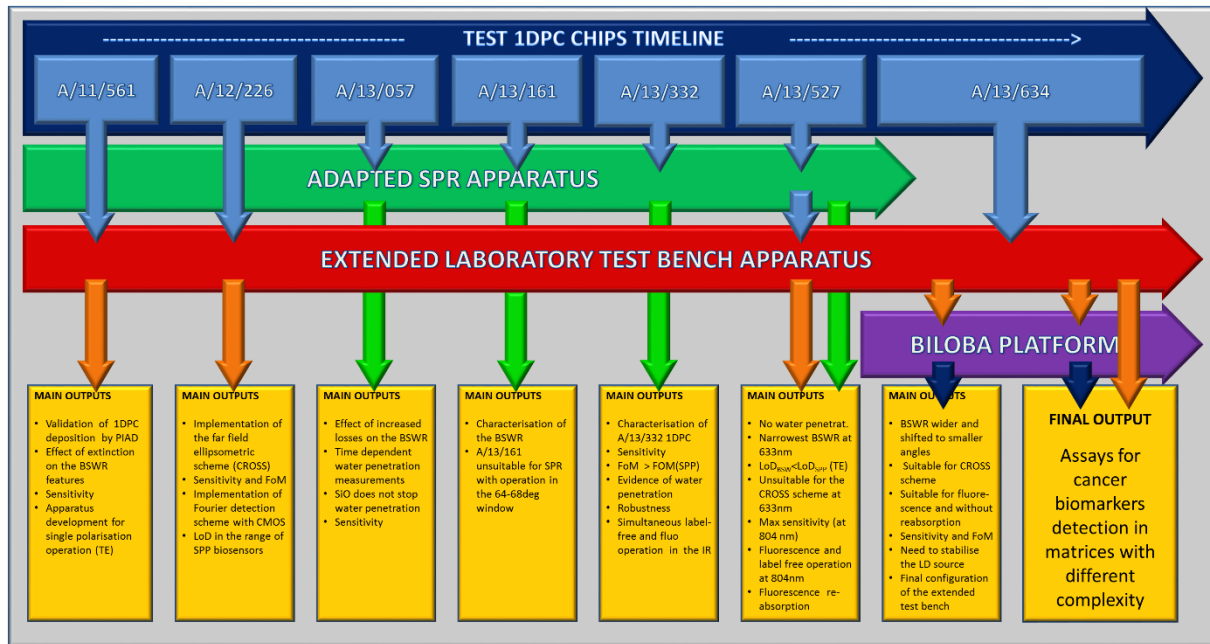 ----------------------------------- TEST 1DPC CHIPS TIMELINE --------------------------------->
A/11/561
A/12/226
A/13/057
A/13/161
A/13/332
A/13/527
A/13/634
ADAPTED SPR APPARATUS
EXTENDED LABORATORY TEST BENCH APPARATUS
BILOBA PLATFORM
MAIN OUTPUTS
• Validation of 1DPC
deposition by PIAD
• Effect of extinction
on the BSWR
features
• Sensitivity
• Apparatus
development for
single polarisation
operation (TE)
MAIN OUTPUTS
• Implementation of
the far field
ellipsometric
scheme (CROSS)
• Sensitivity and FoM
• Implementation of
Fourier detection
scheme with CMOS
• LoD in the range of
SPP biosensors
MAIN OUTPUTS
• Effect of increased
losses on the BSWR
• Time dependent
water penetration
measurements
• SiO does not stop
water penetration
• Sensitivity
MAIN OUTPUTS
• Characterisation of
the BSWR
• A/13/161
unsuitable for SPR
with operation in
the 64-68deg
window
MAIN OUTPUTS
• Characterisation of
A/13/332 1DPC
• Sensitivity
• FoM > FOM(SPP)
• Evidence of water
penetration
• Robustness
• Simultaneous label-
free and fluo
operation in the IR
MAIN OUTPUTS
• No water penetrat.
• Narrowest BSWR at
633nm
• LoD_BSW<LoD_SPP (TE)
• Unsuitable for the
CROSS scheme at
633nm
• Max sensitivity (at
804 nm)
• Fluorescence and
label free operation
at 804nm
• Fluorescence re-
absorption
MAIN OUTPUTS
• BSWR wider and
shifted to smaller
angles
• Suitable for CROSS
scheme
• Suitable for fluore-
scence and without
reabsorption
• Sensitivity and FoM
• Need to stabilise
the LD source
• Final configuration
of the extended
test bench
FINAL OUTPUT
Assays for
cancer
biomarkers
detection in
matrices with
different
complexity